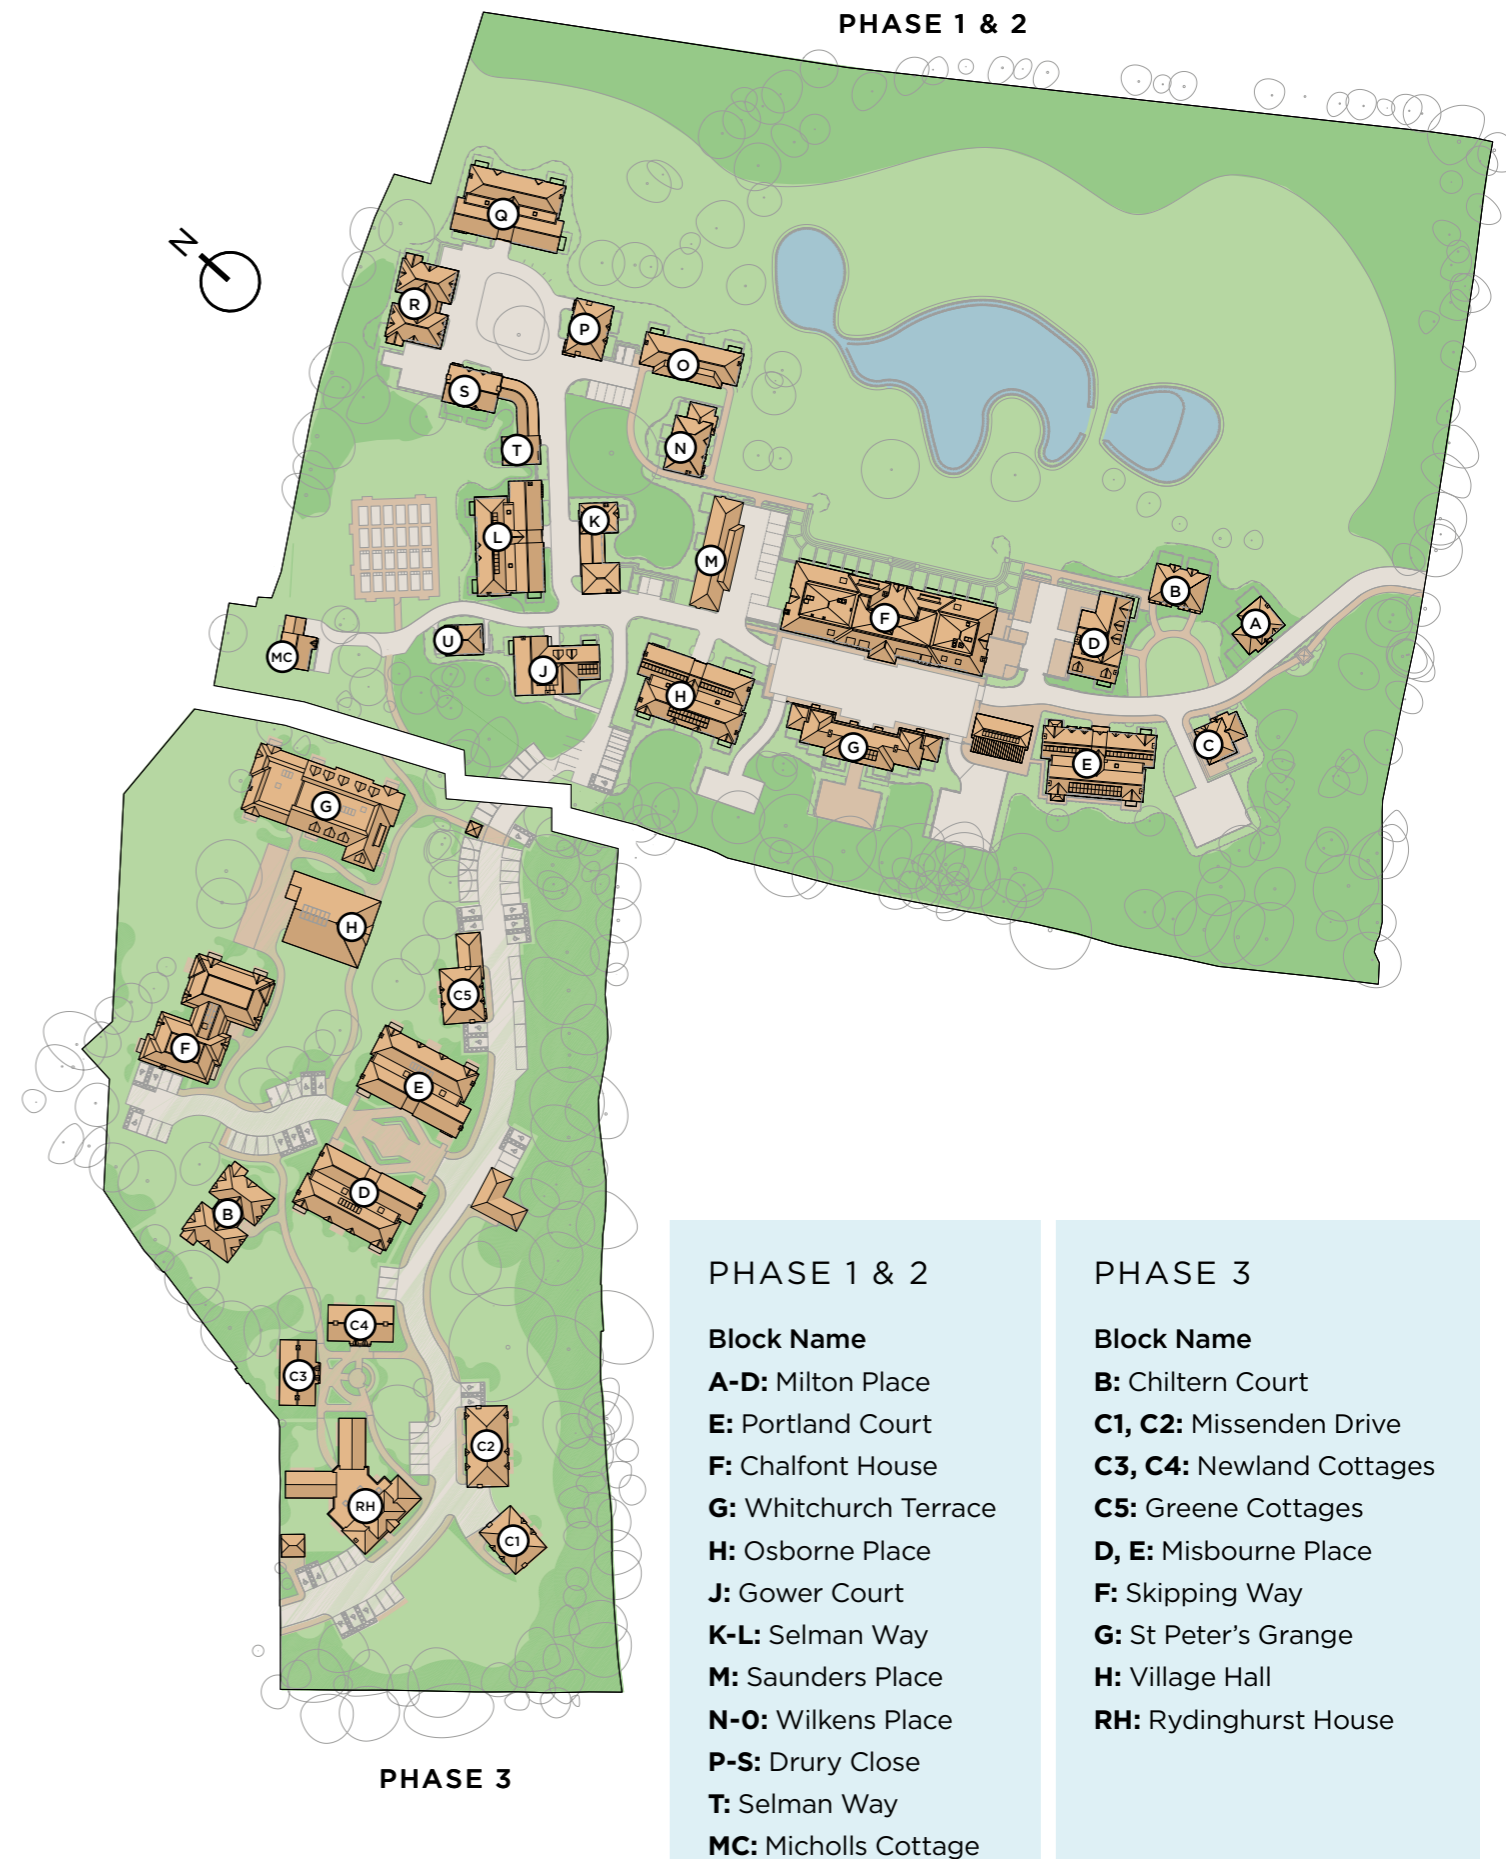 PHASE 1 & 2
N
Q
R
P
O
S
N
T
K
L
M
B
F
A
D
U
MC
J
H
G
C
E
G
H
C5
F
E
D
B
C4
C3
C2
RH
C1
PHASE 3
PHASE 1 & 2
Block Name
A-D: Milton Place
E: Portland Court
F: Chalfont House
G: Whitchurch Terrace
H: Osborne Place
J: Gower Court
K-L: Selman Way
M: Saunders Place
N-0: Wilkens Place
P-S: Drury Close
T: Selman Way
MC: Micholls Cottage
PHASE 3
Block Name
B: Chiltern Court
C1, C2: Missenden Drive
C3, C4: Newland Cottages
C5: Greene Cottages
D, E: Misbourne Place
F: Skipping Way
G: St Peter’s Grange
H: Village Hall
RH: Rydinghurst House